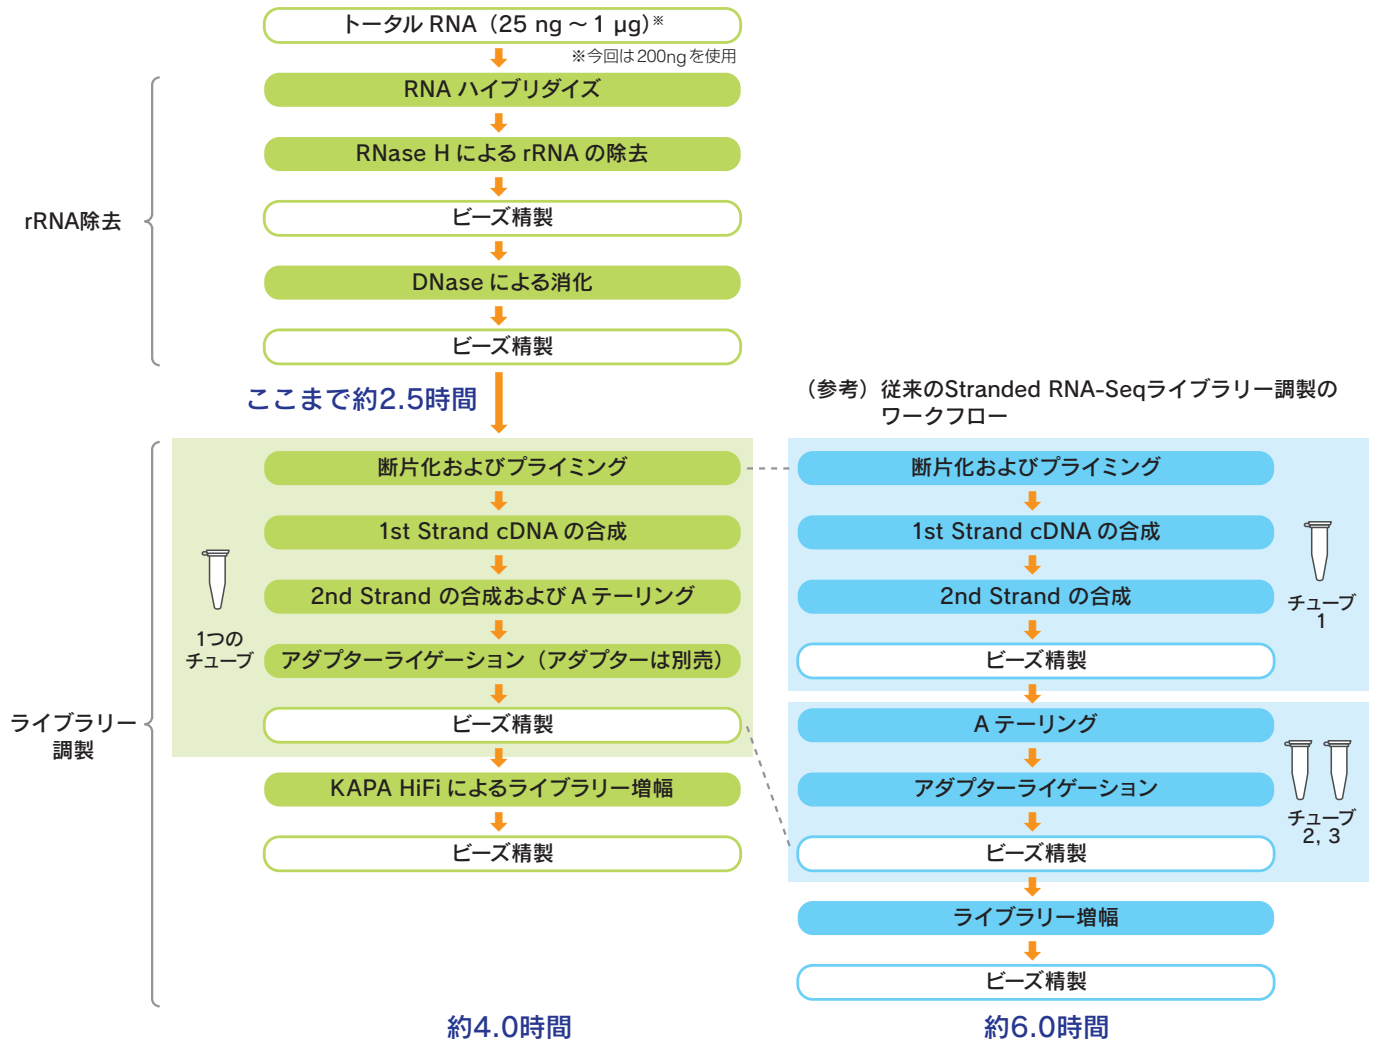 トータル RNA（25 ng ～ 1 µg）※
※今回は200ngを使用
rRNA除去
RNA ハイブリダイズ
RNase H による rRNA の除去
ビーズ精製
DNase による消化
ビーズ精製
ここまで約2.5時間
ライブラリー
調製
1つの
チューブ
断片化およびプライミング
1st Strand cDNA の合成
2nd Strand の合成および A テーリング
アダプターライゲーション（アダプターは別売）
ビーズ精製
KAPA HiFi によるライブラリー増幅
ビーズ精製
約4.0時間
（参考）従来のStranded RNA-Seqライブラリー調製の
ワークフロー
断片化およびプライミング
1st Strand cDNA の合成
2nd Strand の合成
ビーズ精製
チューブ
1
A テーリング
アダプターライゲーション
ビーズ精製
チューブ
2, 3
ライブラリー増幅
ビーズ精製
約6.0時間